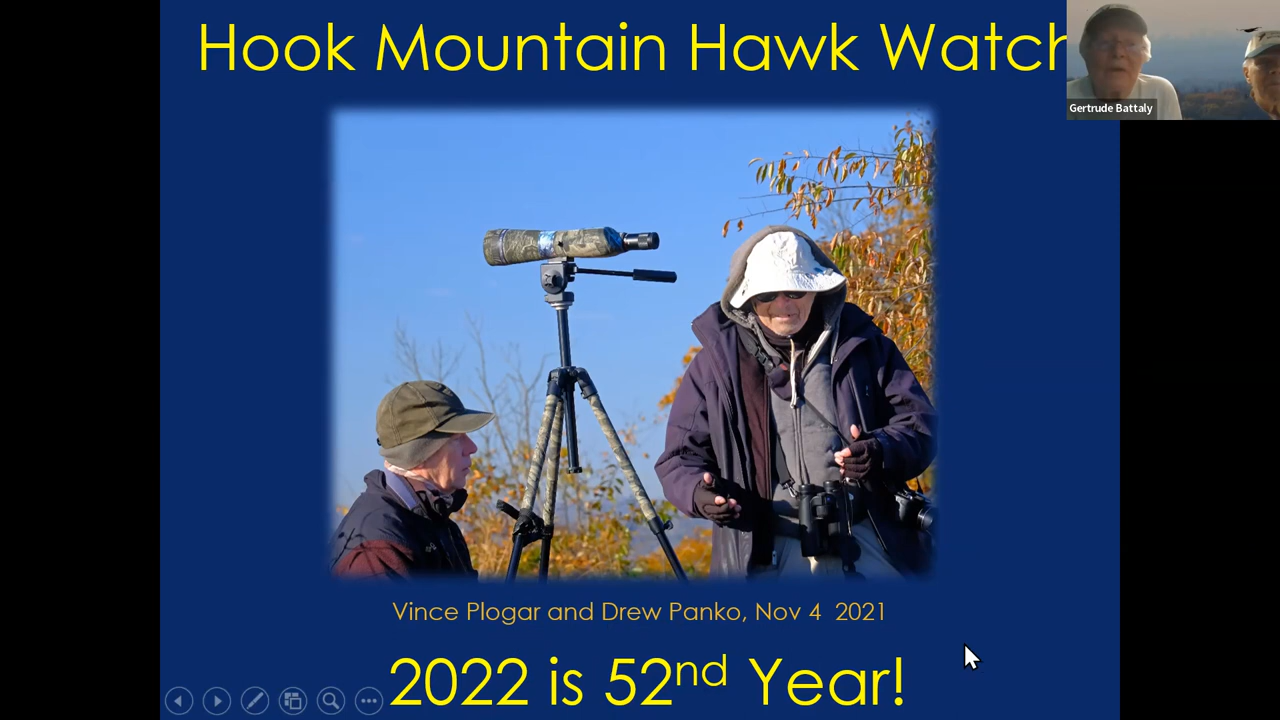 Hook Mountain Hawk Watch
Gertrude Battaly
Vince Plogar and Drew Panko, Nov 4 2021
2022 is 52nd Year!